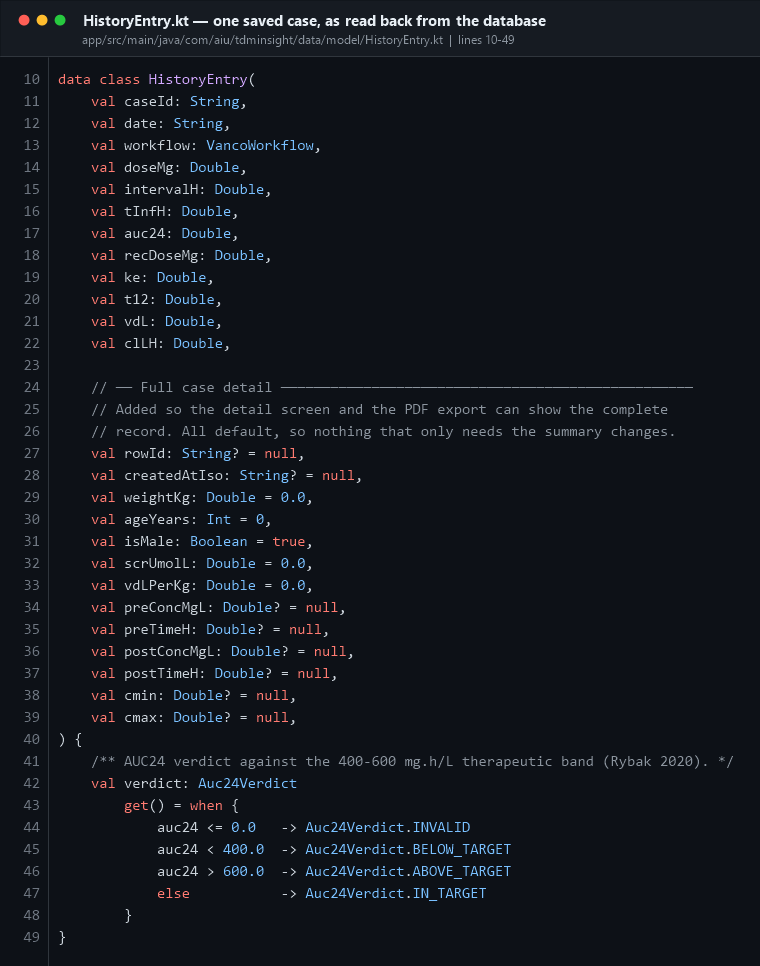 HistoryEntry.kt — one saved case, as read back from the database
app/src/main/java/com/aiu/tdminsight/data/model/HistoryEntry.kt | lines 10-49
10 data class HistoryEntry(
11     val caseId: String,
12     val date: String,
13     val workflow: VancoWorkflow,
14     val doseMg: Double,
15     val intervalH: Double,
16     val tInfH: Double,
17     val auc24: Double,
18     val recDoseMg: Double,
19     val ke: Double,
20     val t12: Double,
21     val vdL: Double,
22     val clLH: Double,
23
24     // —— Full case detail ——————————————————————————————————————————————————
25     // Added so the detail screen and the PDF export can show the complete
26     // record. All default, so nothing that only needs the summary changes.
27     val rowId: String? = null,
28     val createdAtIso: String? = null,
29     val weightKg: Double = 0.0,
30     val ageYears: Int = 0,
31     val isMale: Boolean = true,
32     val scrUmolL: Double = 0.0,
33     val vdLPerKg: Double = 0.0,
34     val preConcMgL: Double? = null,
35     val preTimeH: Double? = null,
36     val postConcMgL: Double? = null,
37     val postTimeH: Double? = null,
38     val cmin: Double? = null,
39     val cmax: Double? = null,
40 ) {
41     /** AUC24 verdict against the 400-600 mg.h/L therapeutic band (Rybak 2020). */
42     val verdict: Auc24Verdict
43         get() = when {
44             auc24 <= 0.0   -> Auc24Verdict.INVALID
45             auc24 < 400.0  -> Auc24Verdict.BELOW_TARGET
46             auc24 > 600.0  -> Auc24Verdict.ABOVE_TARGET
47             else           -> Auc24Verdict.IN_TARGET
48         }
49 }